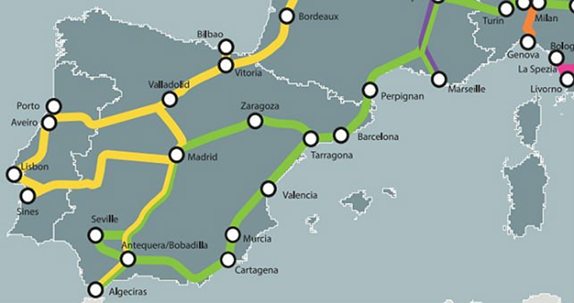 Bordeaux
Turin
Milan
Bilbao
Genova
Bolog
Vitoria
La Spezia
Valladolid
Marseille
Livorno
Perpignan
Porto
Zaragoza
Aveiro
Barcelona
Madrid
Tarragona
Lisbon
Valencia
Sines
Seville
Murcia
Antequera/Bobadilla
Cartagena
Algeciras